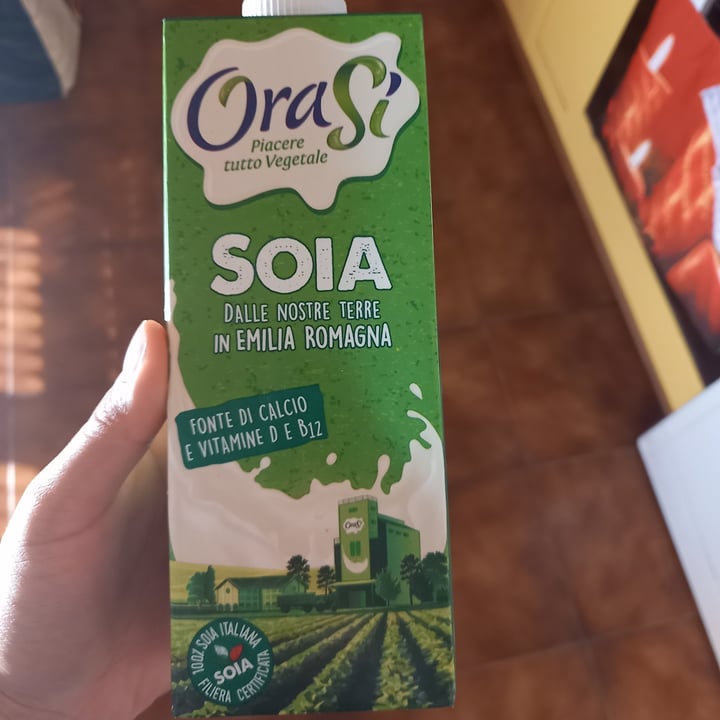 OraSì
Piacere
tutto Vegetale
SOIA
DALLE NOSTRE TERRE
IN EMILIA ROMAGNA
FONTE DI CALCIO
E VITAMINE D E B12
OraSì
100% SOIA ITALIANA
SOIA
FILIERA CERTIFICATA